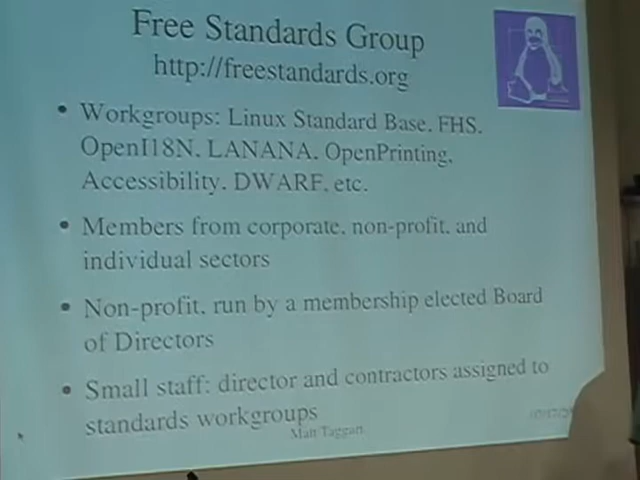 Free Standards Group
http://freestandards.org
• Workgroups: Linux Standard Base, FHS,
OpenI18N, LANANA, OpenPrinting,
Accessibility, DWARF, etc.
• Members from corporate, non-profit, and
individual sectors
• Non-profit, run by a membership elected Board
of Directors
• Small staff: director and contractors assigned to
standards workgroups
Matt Taggart